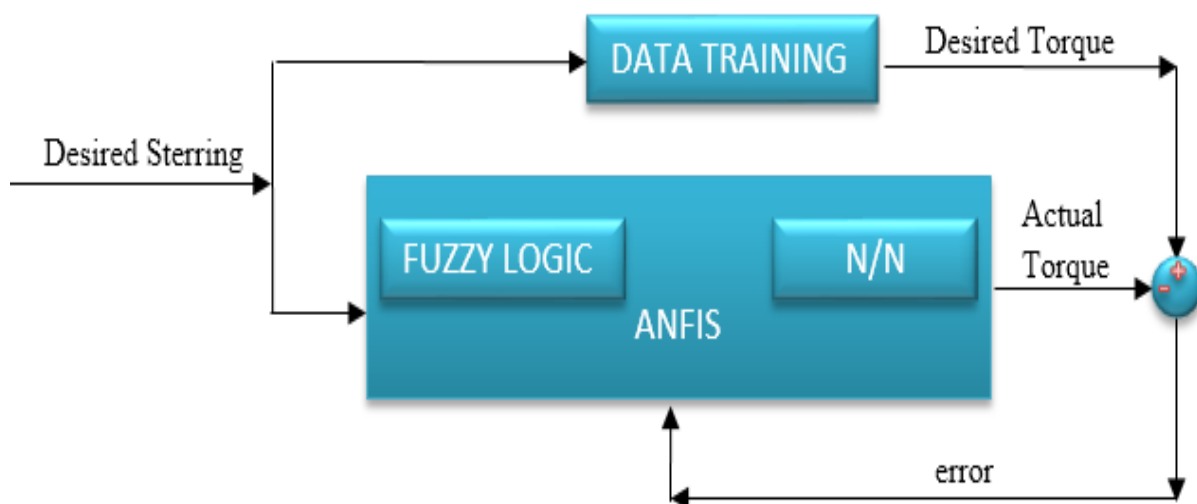 DATA TRAINING
Desired Torque
Desired Sterring
FUZZY LOGIC
N/N
ANFIS
Actual
Torque
+
-
error